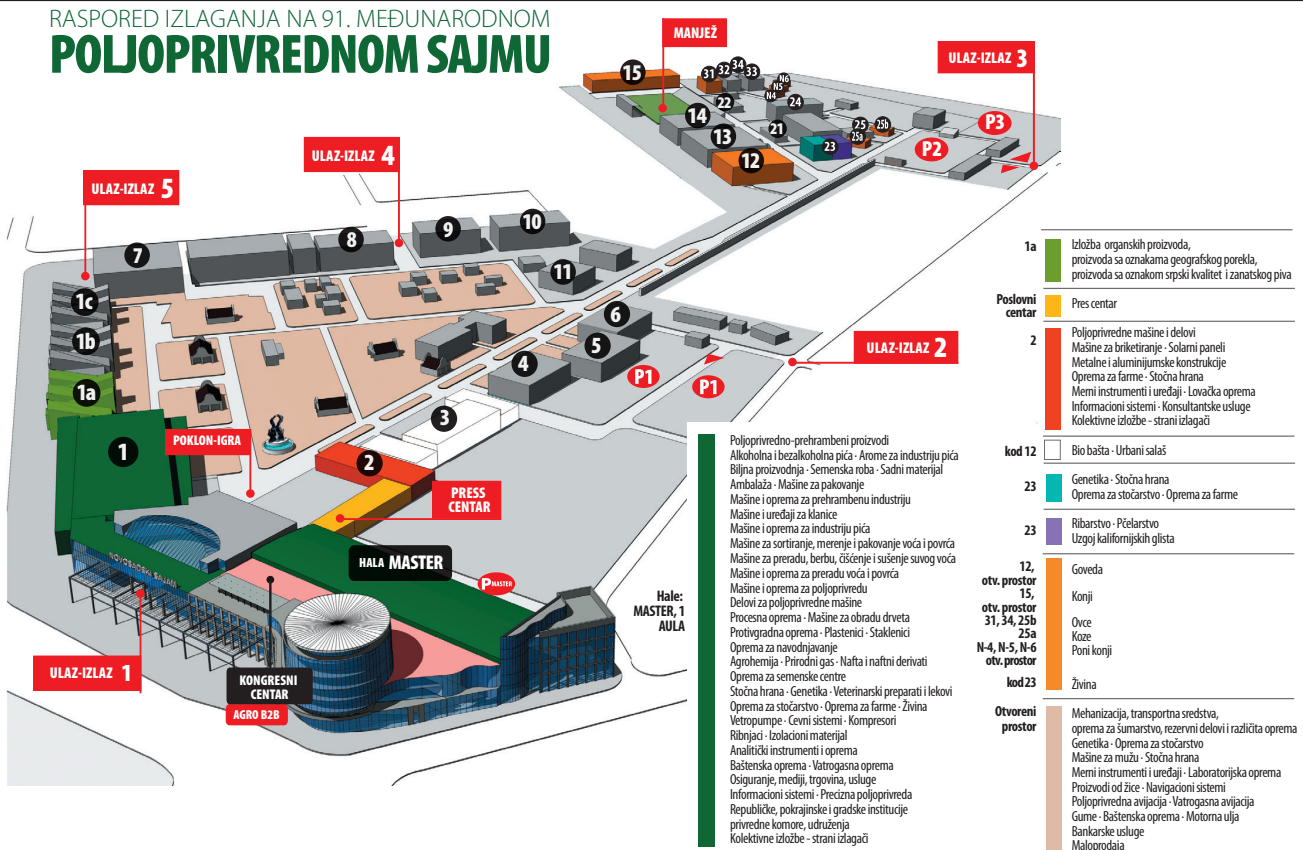 RASPORED IZLAGANJA NA 91. MEĐUNARODNOM
POLJOPRIVREDNOM SAJMU
MANJEŽ
ULAZ-IZLAZ 3
ULAZ-IZLAZ 4
ULAZ-IZLAZ 5
15
31
32
34
33
N6
N5
N4
22
24
14
13
21
25
25b
25a
23
12
P3
P2
7
8
9
10
11
1c
1b
1a
6
5
4
P1
P1
ULAZ-IZLAZ 2
3
1
POKLON-IGRA
2
PRESS
CENTAR
HALA MASTER
P MASTER
NOVOSADSKI SAJAM
ULAZ-IZLAZ 1
KONGRESNI
CENTAR
AGRO B2B
Hale:
MASTER, 1
AULA
Poljoprivredno-prehrambeni proizvodi
Alkoholna i bezalkoholna pića · Arome za industriju pića
Biljna proizvodnja · Semenska roba · Sadni materijal
Ambalaža · Mašine za pakovanje
Mašine i oprema za prehrambenu industriju
Mašine i uređaji za klanice
Mašine i oprema za industriju pića
Mašine za sortiranje, merenje i pakovanje voća i povrća
Mašine za preradu, berbu, čišćenje i sušenje suvog voća
Mašine i oprema za preradu voća i povrća
Mašine i oprema za poljoprivredu
Delovi za poljoprivredne mašine
Procesna oprema · Mašine za obradu drveta
Protivgradna oprema · Plastenici · Staklenici
Oprema za navodnjavanje
Agrohemija · Prirodni gas · Nafta i naftni derivati
Oprema za semenske centre
Stočna hrana · Genetika · Veterinarski preparati i lekovi
Oprema za stočarstvo · Oprema za farme · Živina
Vetropumpe · Cevni sistemi · Kompresori
Ribnjaci · Izolacioni materijal
Analitički instrumenti i oprema
Baštenska oprema · Vatrogasna oprema
Osiguranje, mediji, trgovina, usluge
Informacioni sistemi · Precizna poljoprivreda
Republičke, pokrajinske i gradske institucije
privredne komore, udruženja
Kolektivne izložbe – strani izlagači
1a
Izložba organskih proizvoda,
proizvoda sa oznakama geografskog porekla,
proizvoda sa oznakom srpski kvalitet i zanatskog piva
Poslovni
centar
Pres centar
2
Poljoprivredne mašine i delovi
Mašine za briketiranje · Solarni paneli
Metalne i aluminijumske konstrukcije
Oprema za farme · Stočna hrana
Merni instrumenti i uređaji · Lovačka oprema
Informacioni sistemi · Konsultantske usluge
Kolektivne izložbe – strani izlagači
kod 12
Bio bašta · Urbani salaš
23
Genetika · Stočna hrana
Oprema za stočarstvo · Oprema za farme
23
Ribarstvo · Pčelarstvo
Uzgoj kalifornijskih glista
12,
otv. prostor
Goveda
15,
otv. prostor
Konji
31, 34, 25b
Ovce
25a
Koze
N-4, N-5, N-6
otv. prostor
Poni konji
kod 23
Živina
Otvoreni
prostor
Mehanizacija, transportna sredstva,
oprema za šumarstvo, rezervni delovi i različita oprema
Genetika · Oprema za stočarstvo
Mašine za mužu · Stočna hrana
Merni instrumenti i uređaji · Laboratorijska oprema
Proizvodi od žice · Navigacioni sistemi
Poljoprivredna avijacija · Vatrogasna avijacija
Gume · Baštenska oprema · Motorna ulja
Bankarske usluge
Maloprodaja